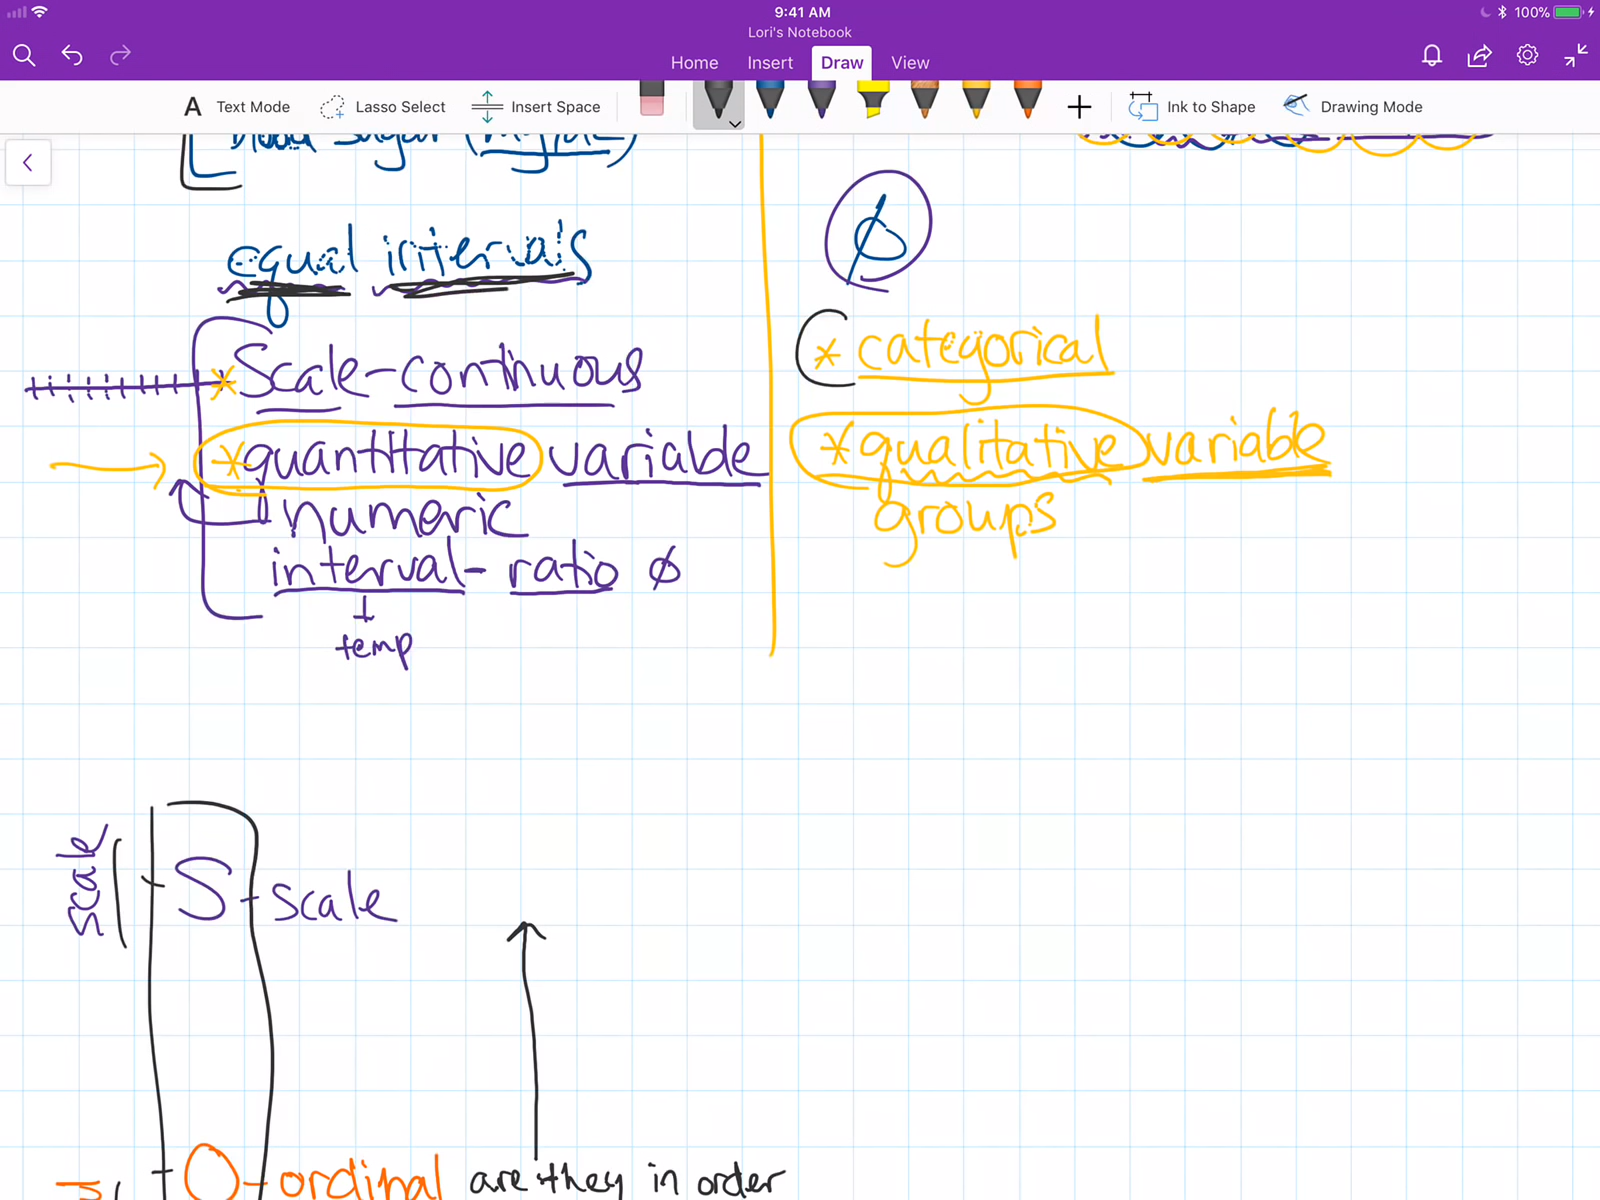 9:41 AM
100%
Lori's Notebook
Home Insert Draw View
A Text Mode Lasso Select Insert Space Ink to Shape Drawing Mode
sugar
equal intervals
*Scale-continuous
*quantitative variable
numeric
interval- ratio ∅
temp
∅
*categorical
*qualitative variable
groups
scale
S - scale
O - ordinal are they in order